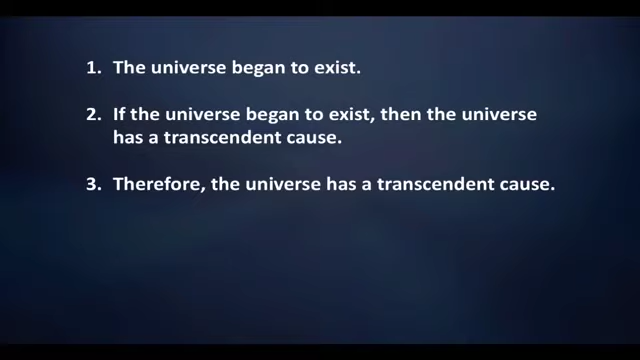 1. The universe began to exist.
2. If the universe began to exist, then the universe
has a transcendent cause.
3. Therefore, the universe has a transcendent cause.